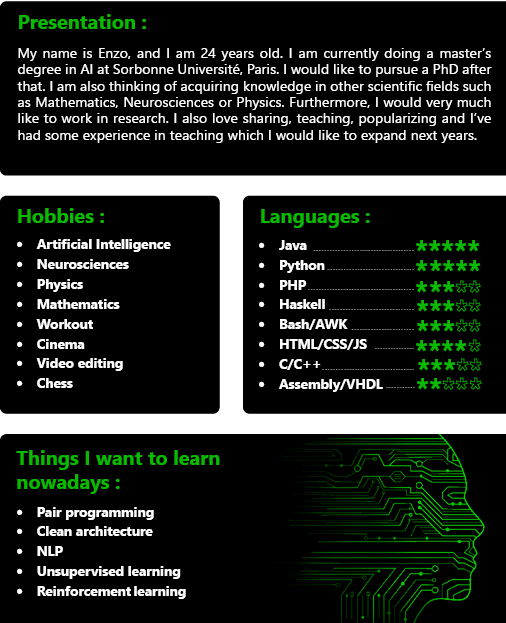 Presentation :
My name is Enzo, and I am 24 years old. I am currently doing a master's
degree in AI at Sorbonne Université, Paris. I would like to pursue a PhD after
that. I am also thinking of acquiring knowledge in other scientific fields such
as Mathematics, Neurosciences or Physics. Furthermore, I would very much
like to work in research. I also love sharing, teaching, popularizing and I've
had some experience in teaching which I would like to expand next years.
Hobbies :
• Artificial Intelligence
• Neurosciences
• Physics
• Mathematics
• Workout
• Cinema
• Video editing
• Chess
Languages :
• Java ★★★★★
• Python ★★★★★
• PHP ★★★☆☆
• Haskell ★★★☆☆
• Bash/AWK ★★★☆☆
• HTML/CSS/JS ★★★★☆
• C/C++ ★★★☆☆
• Assembly/VHDL ★★☆☆☆
Things I want to learn
nowadays :
• Pair programming
• Clean architecture
• NLP
• Unsupervised learning
• Reinforcement learning